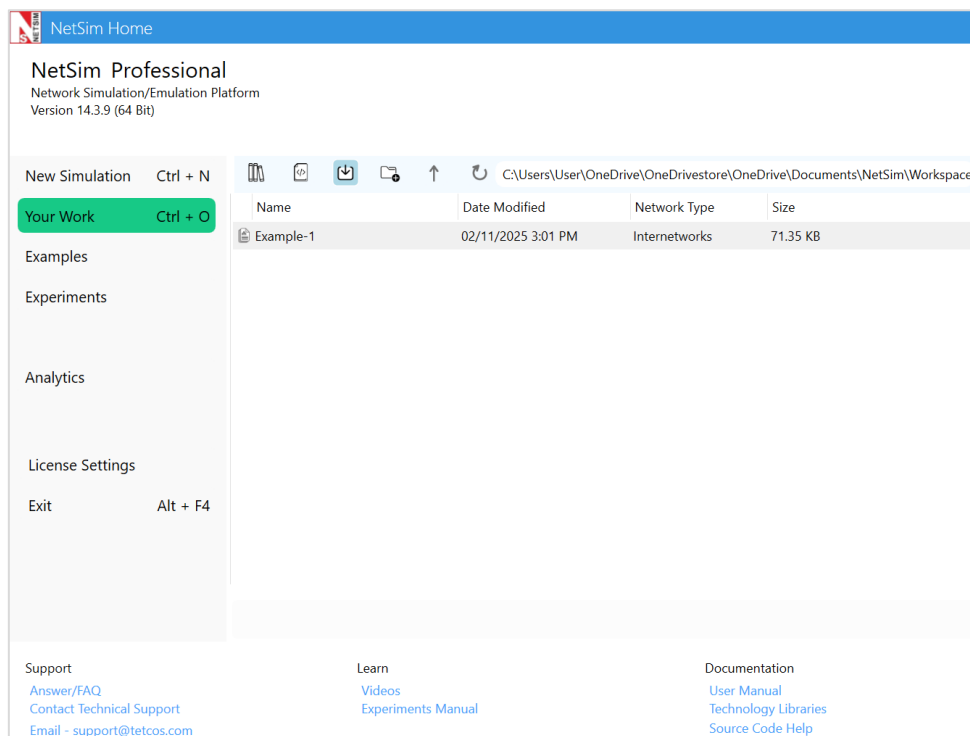 NETSIM NetSim Home
NetSim Professional
Network Simulation/Emulation Platform
Version 14.3.9 (64 Bit)
New Simulation Ctrl + N
C:\Users\User\OneDrive\OneDrivestore\OneDrive\Documents\NetSim\Workspace
Your Work Ctrl + O
Name Date Modified Network Type Size
Example-1 02/11/2025 3:01 PM Internetworks 71.35 KB
Examples
Experiments
Analytics
License Settings
Exit Alt + F4
Support
Answer/FAQ
Contact Technical Support
Email - support@tetcos.com
Learn
Videos
Experiments Manual
Documentation
User Manual
Technology Libraries
Source Code Help